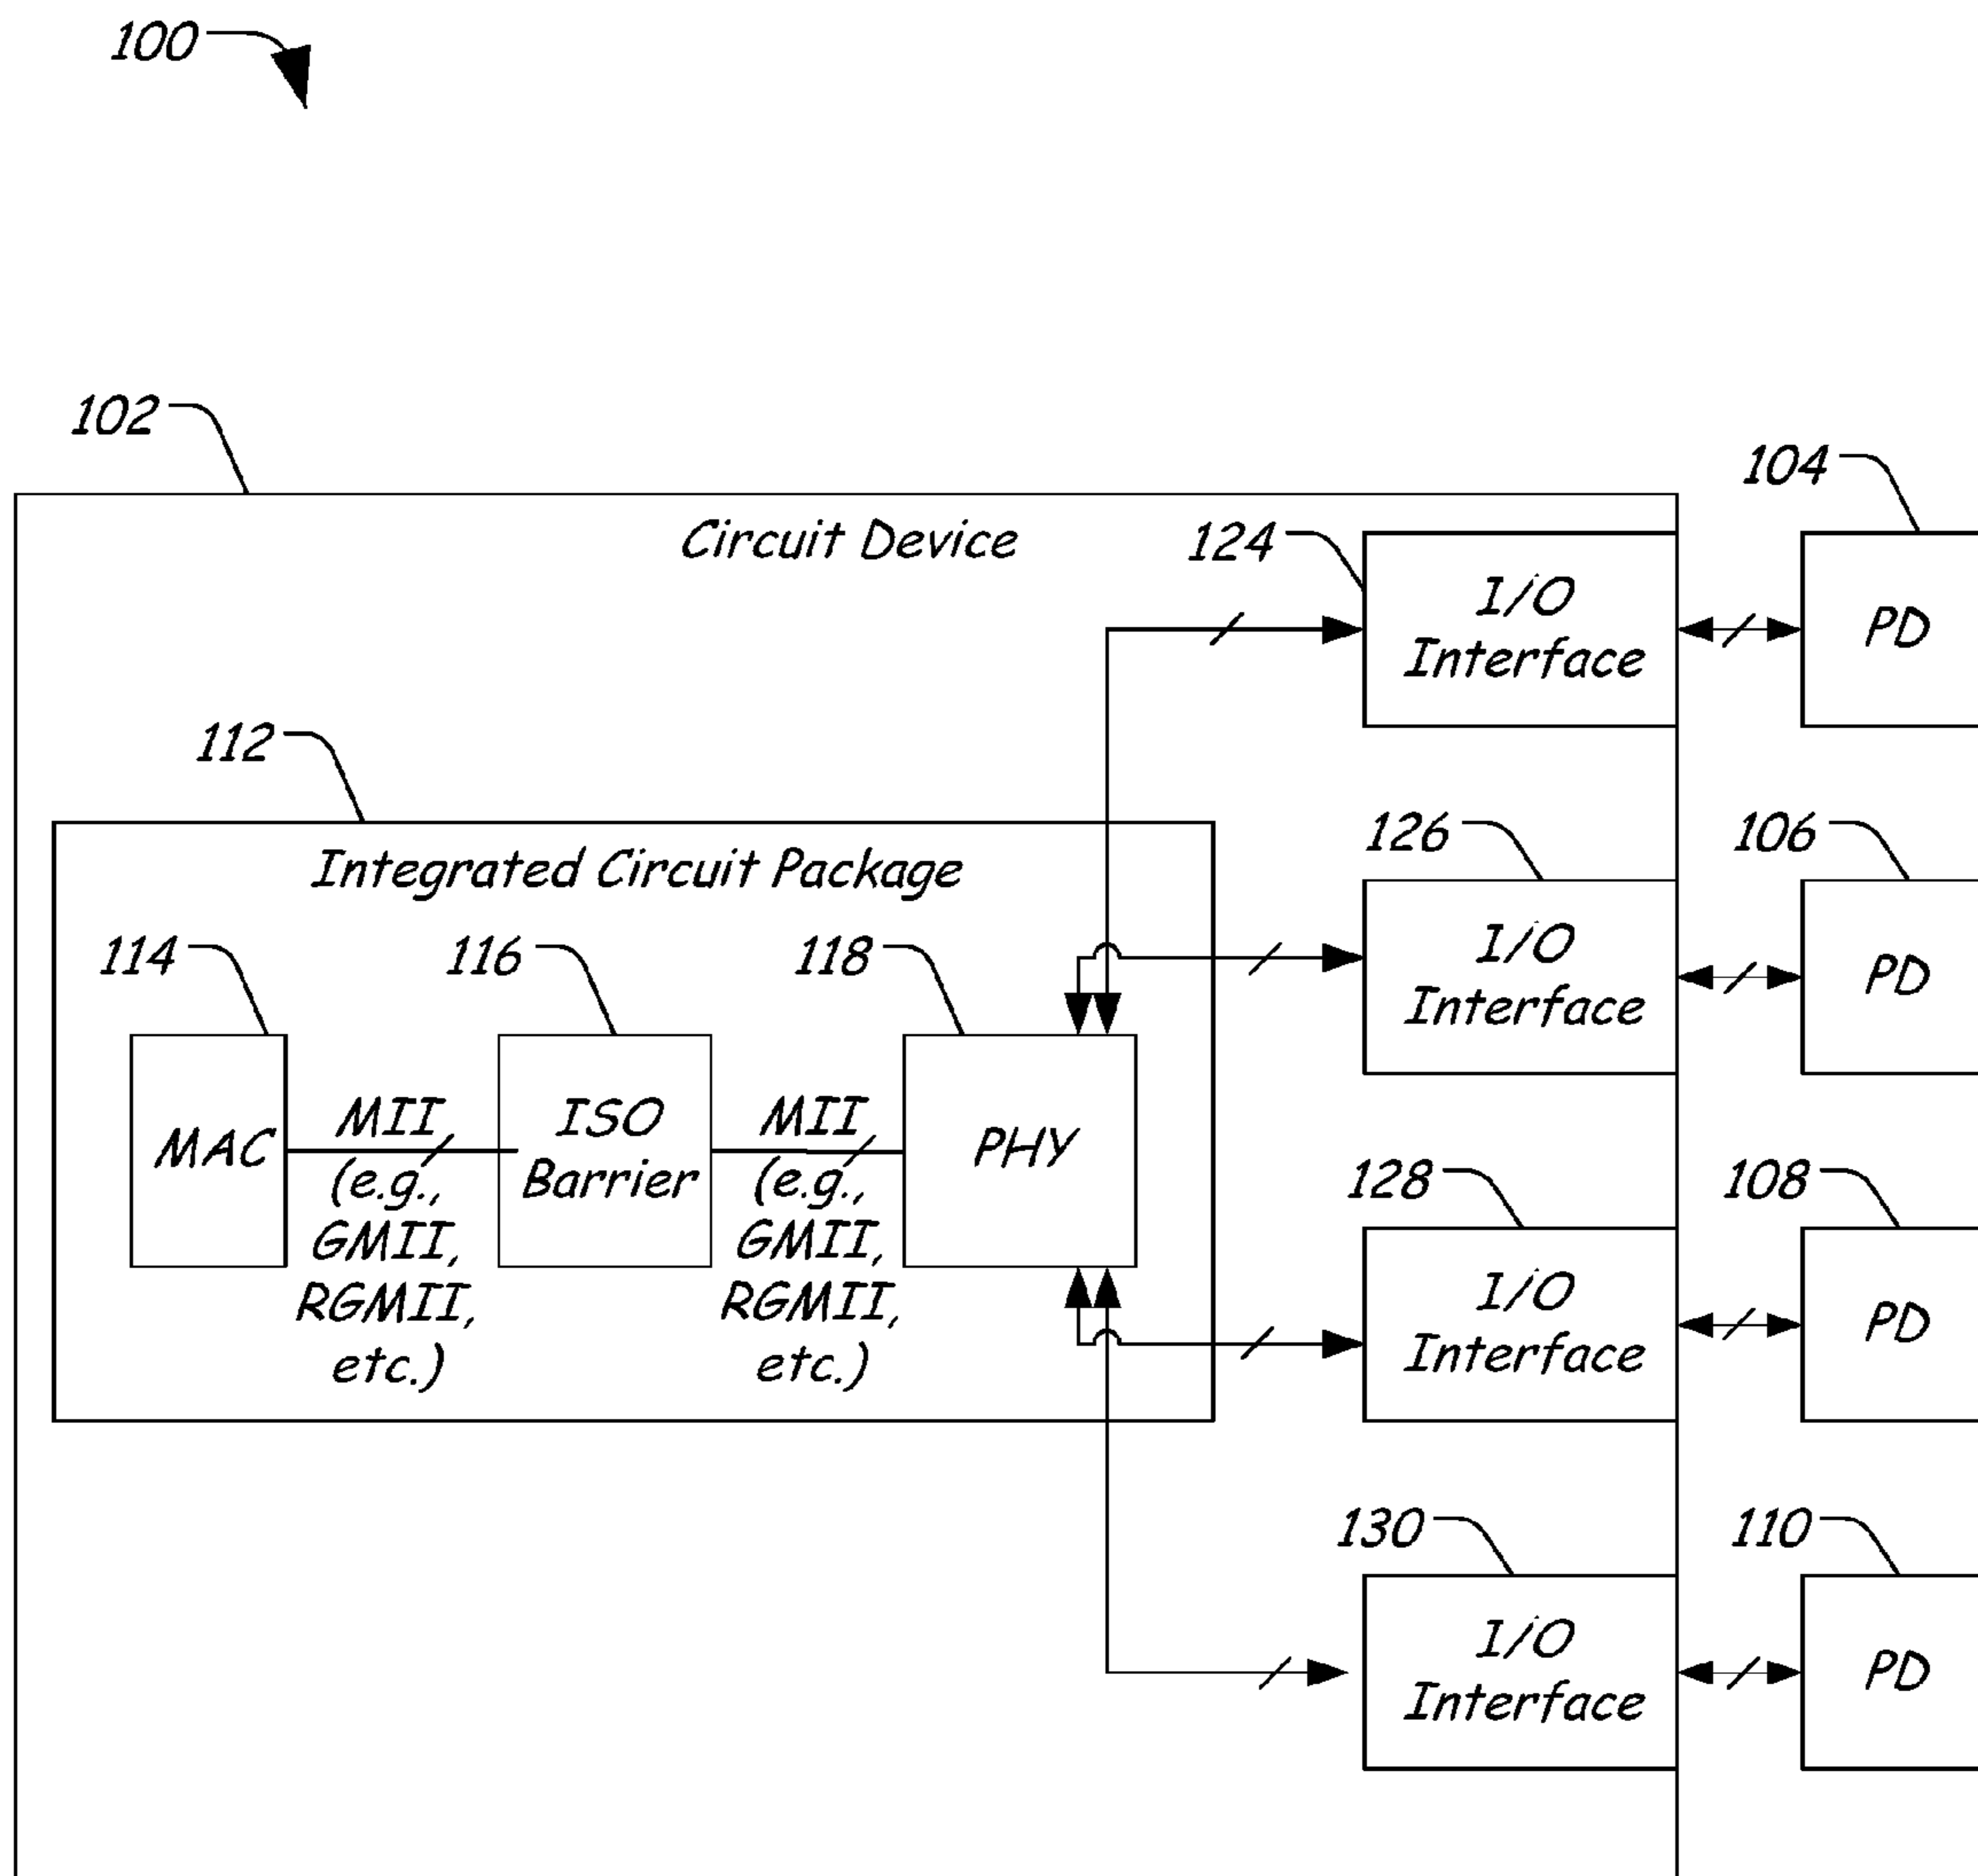 100
102
104
Circuit Device
124
I/O
Interface
PD
112
126
106
Integrated Circuit Package
I/O
Interface
PD
114
116
118
MAC
MII
(e.g.,
GMII,
RGMII,
etc.)
ISO
Barrier
MII
(e.g.,
GMII,
RGMII,
etc.)
PHY
128
108
I/O
Interface
PD
130
110
I/O
Interface
PD